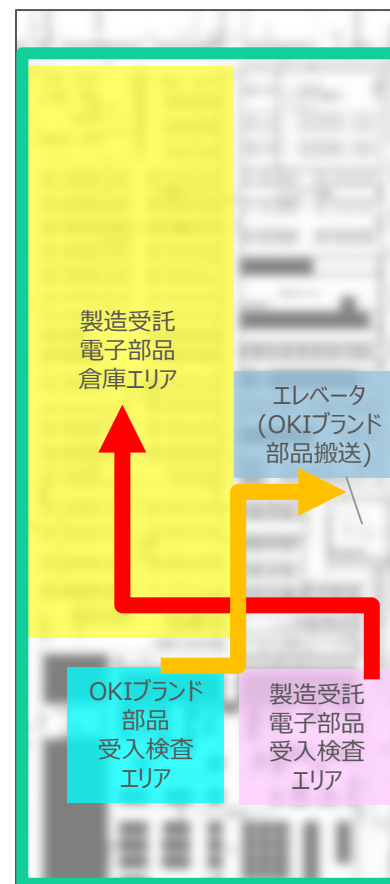 製造受託
電子部品
倉庫エリア
エレベータ
(OKIブランド
部品搬送)
OKIブランド
部品
受入検査
エリア
製造受託
電子部品
受入検査
エリア